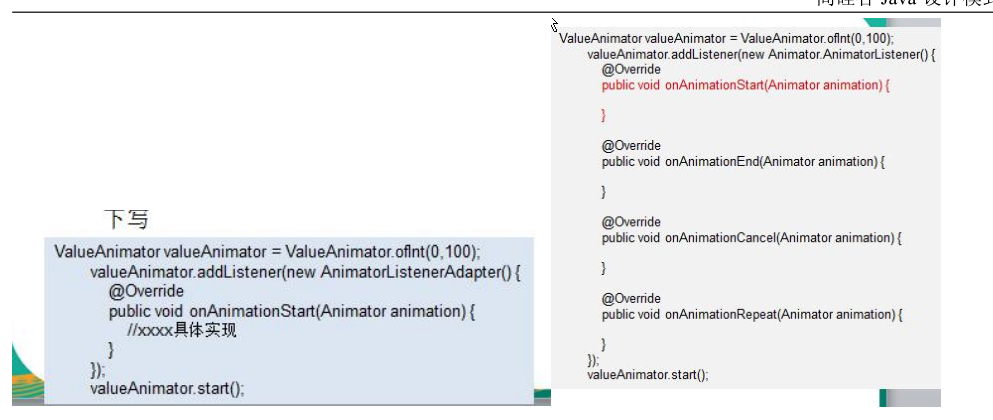 Java 设计模式
下写
ValueAnimator valueAnimator = ValueAnimator.ofInt(0,100);
valueAnimator.addListener(new AnimatorListenerAdapter() {
@Override
public void onAnimationStart(Animator animation) {
//xxxx具体实现
}
});
valueAnimator.start();
ValueAnimator valueAnimator = ValueAnimator.ofInt(0,100);
valueAnimator.addListener(new Animator.AnimatorListener() {
@Override
public void onAnimationStart(Animator animation) {
}
@Override
public void onAnimationEnd(Animator animation) {
}
@Override
public void onAnimationCancel(Animator animation) {
}
@Override
public void onAnimationRepeat(Animator animation) {
}
});
valueAnimator.start();